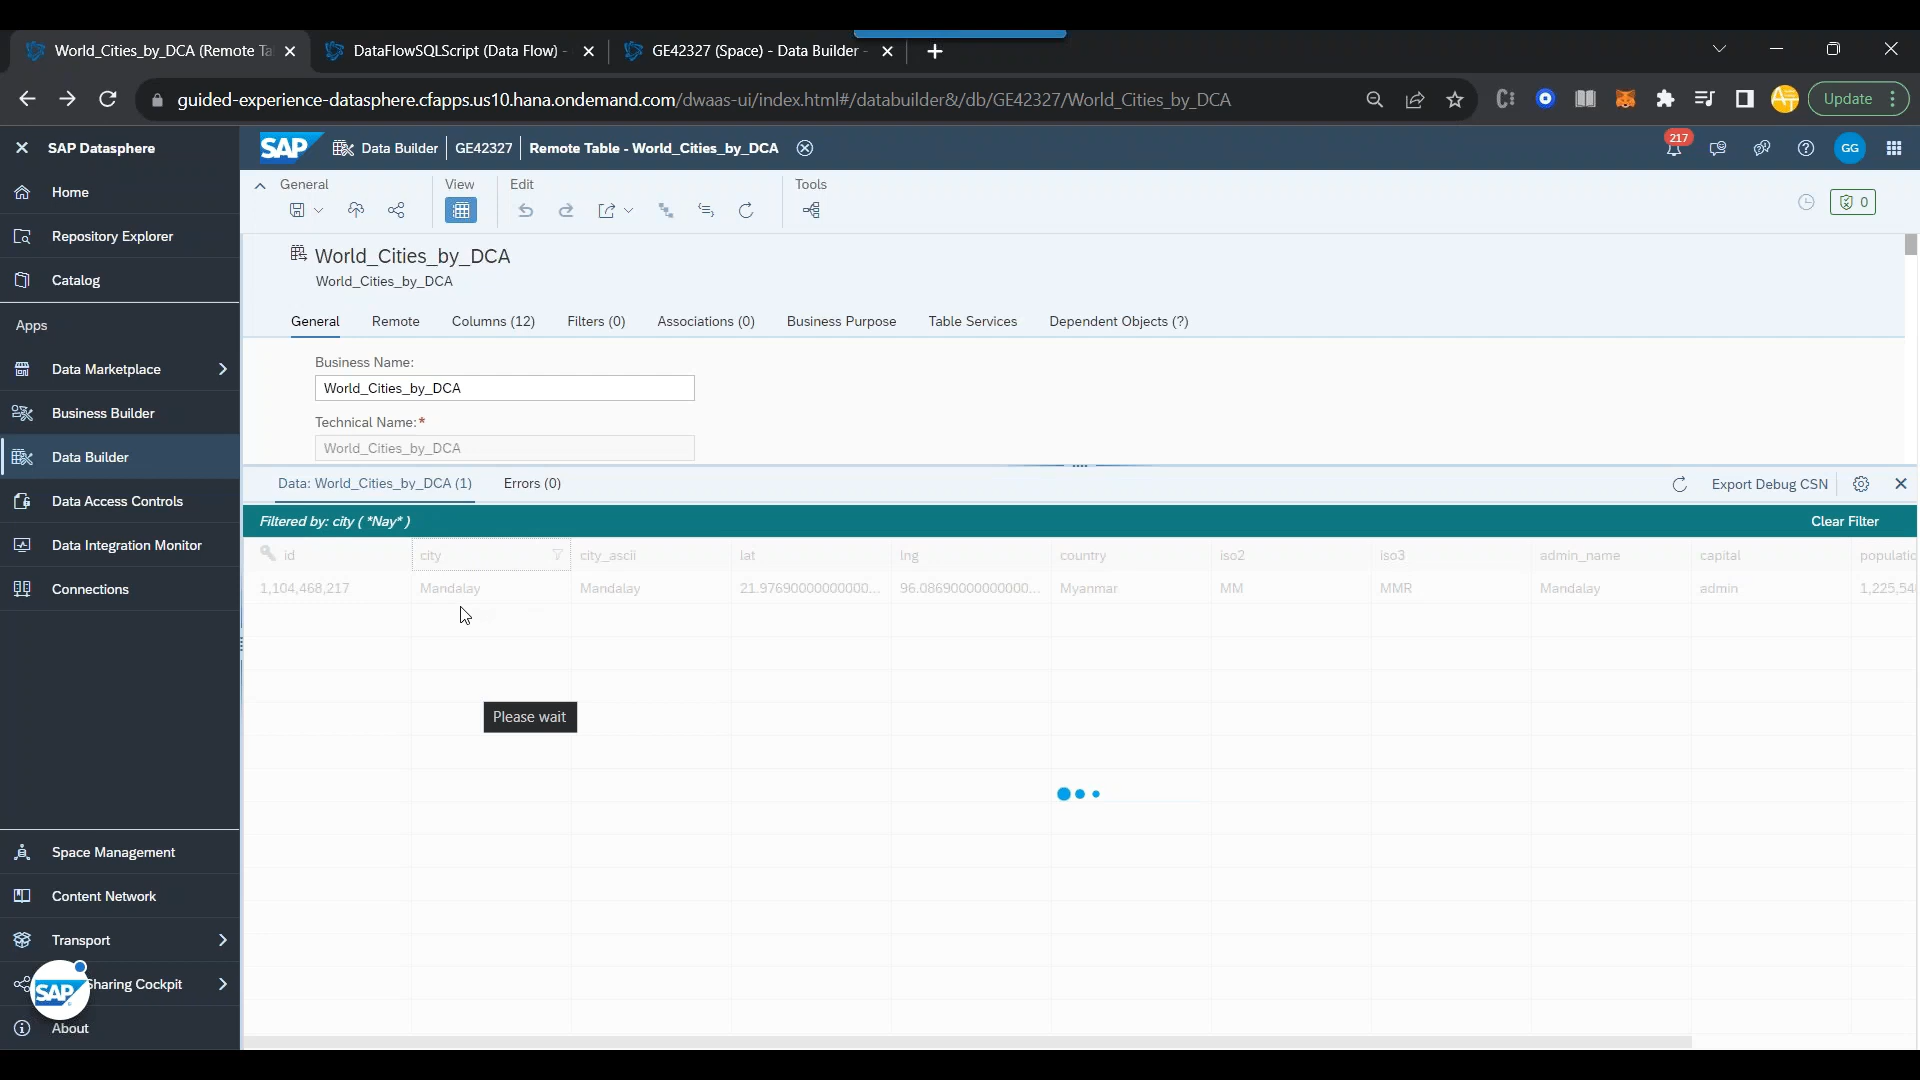 World_Cities_by_DCA (Remote Ta
DataFlowSQLScript (Data Flow) -
GE42327 (Space) - Data Builder -
guided-experience-datasphere.cfapps.us10.hana.ondemand.com/dwaas-ui/index.html#/databuilder&/db/GE42327/World_Cities_by_DCA
Update
SAP Datasphere
SAP
Data Builder
GE42327
Remote Table - World_Cities_by_DCA
217
GG
Home
Repository Explorer
Catalog
Apps
Data Marketplace
Business Builder
Data Builder
Data Access Controls
Data Integration Monitor
Connections
Space Management
Content Network
Transport
Sharing Cockpit
SAP
About
General
View
Edit
Tools
0
World_Cities_by_DCA
World_Cities_by_DCA
General
Remote
Columns (12)
Filters (0)
Associations (0)
Business Purpose
Table Services
Dependent Objects (?)
Business Name:
World_Cities_by_DCA
Technical Name:*
World_Cities_by_DCA
Data: World_Cities_by_DCA (1)
Errors (0)
Export Debug CSN
Filtered by: city ( *Nay* )
Clear Filter
id city city_ascii lat lng country iso2 iso3 admin_name capital populatic
1,104,468,217 Mandalay Mandalay 21.97690000000000... 96.08690000000000... Myanmar MM MMR Mandalay admin 1,225,54
Please wait